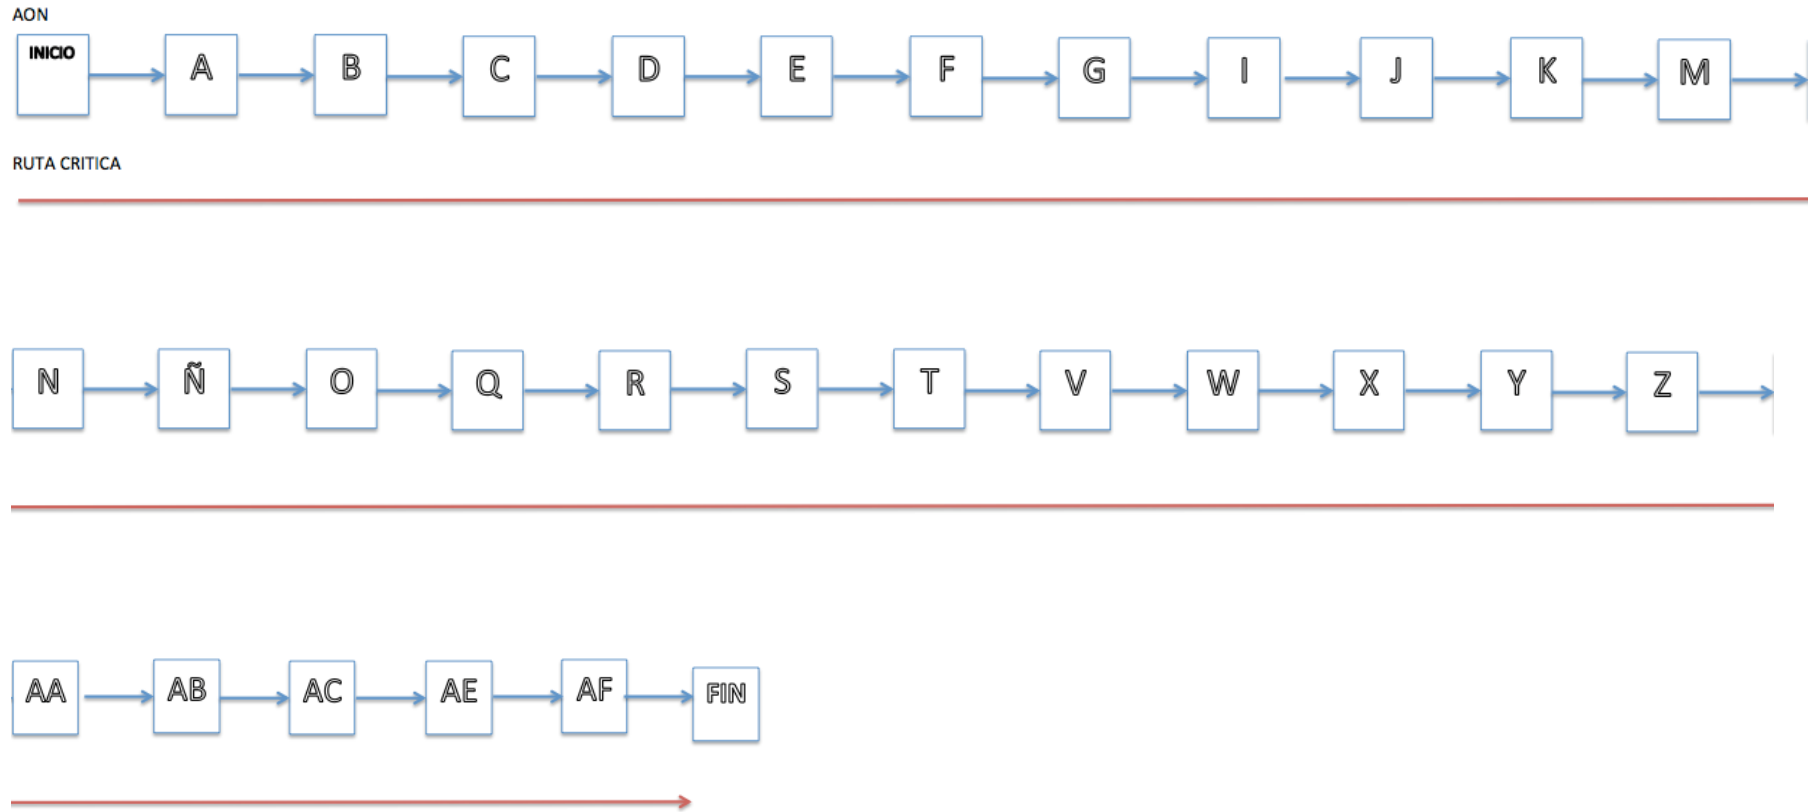 AON
INICIO A B C D E F G I J K M
RUTA CRITICA
N Ñ O Q R S T V W X Y Z
AA AB AC AE AF FIN